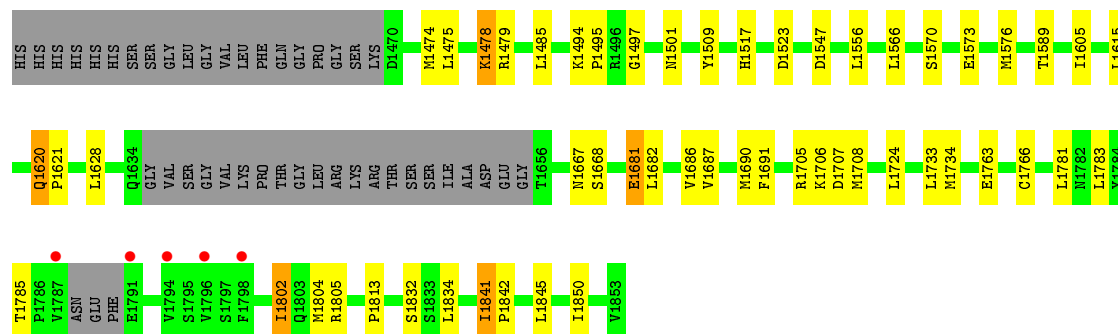 HIS HIS HIS HIS HIS HIS SER SER GLY LEU GLY VAL LEU PHE GLN GLY PRO GLY SER LYS D1470 M1474 L1475 K1478 R1479 L1485 K1494 P1495 R1496 G1497 N1501 Y1509 H1517 D1523 D1547 L1556 L1566 S1570 E1573 M1576 T1589 I1605 L1615
Q1620 P1621 L1628 Q1634 GLY VAL SER GLY VAL LYS PRO THR GLY LEU ARG LYS ARG THR SER SER ILE ALA ASP GLU GLY T1656 N1667 S1668 E1681 L1682 V1686 V1687 M1690 F1691 R1705 K1706 D1707 M1708 L1724 L1733 M1734 E1763 C1766 L1781 N1782 L1783 Y1784
T1785 P1786 V1787 ASN GLU PHE E1791 V1794 S1795 V1796 S1797 F1798 I1802 Q1803 M1804 R1805 P1813 S1832 S1833 L1834 I1841 P1842 L1845 I1850 V1853